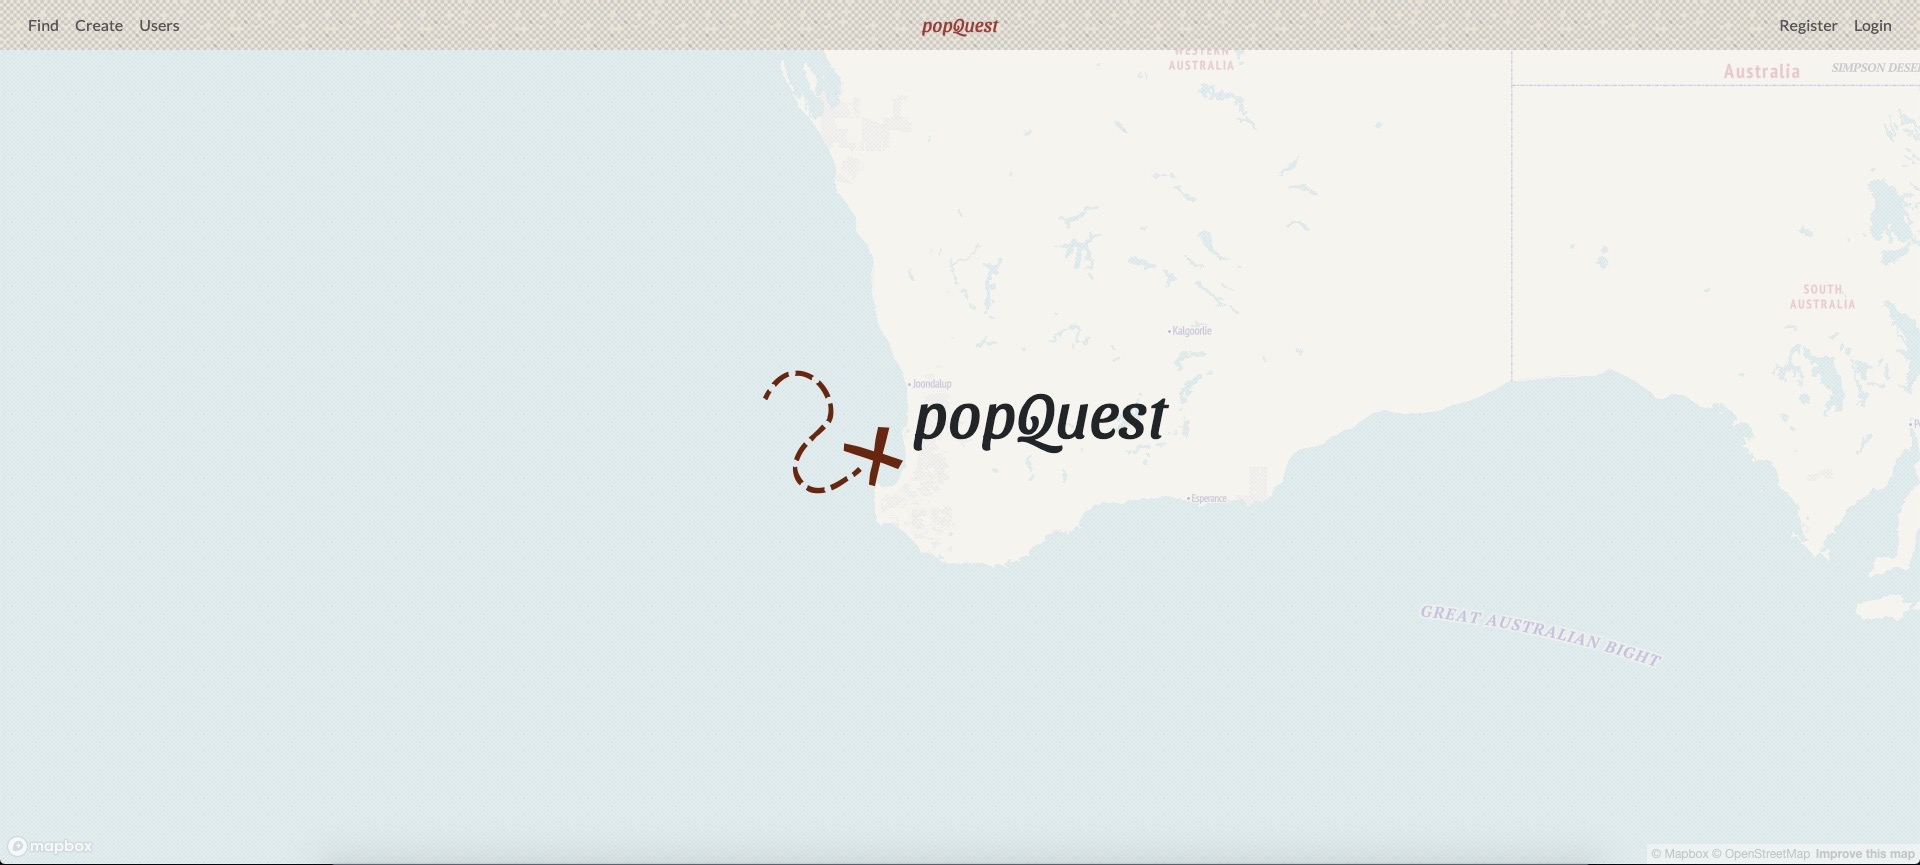 Find Create Users
popQuest
Register Login
WESTERN
AUSTRALIA
Australia
SIMPSON DESE
SOUTH
AUSTRALIA
Kalgoorlie
Joondalup
popQuest
Esperance
GREAT AUSTRALIAN BIGHT
mapbox
© Mapbox © OpenStreetMap Improve this map